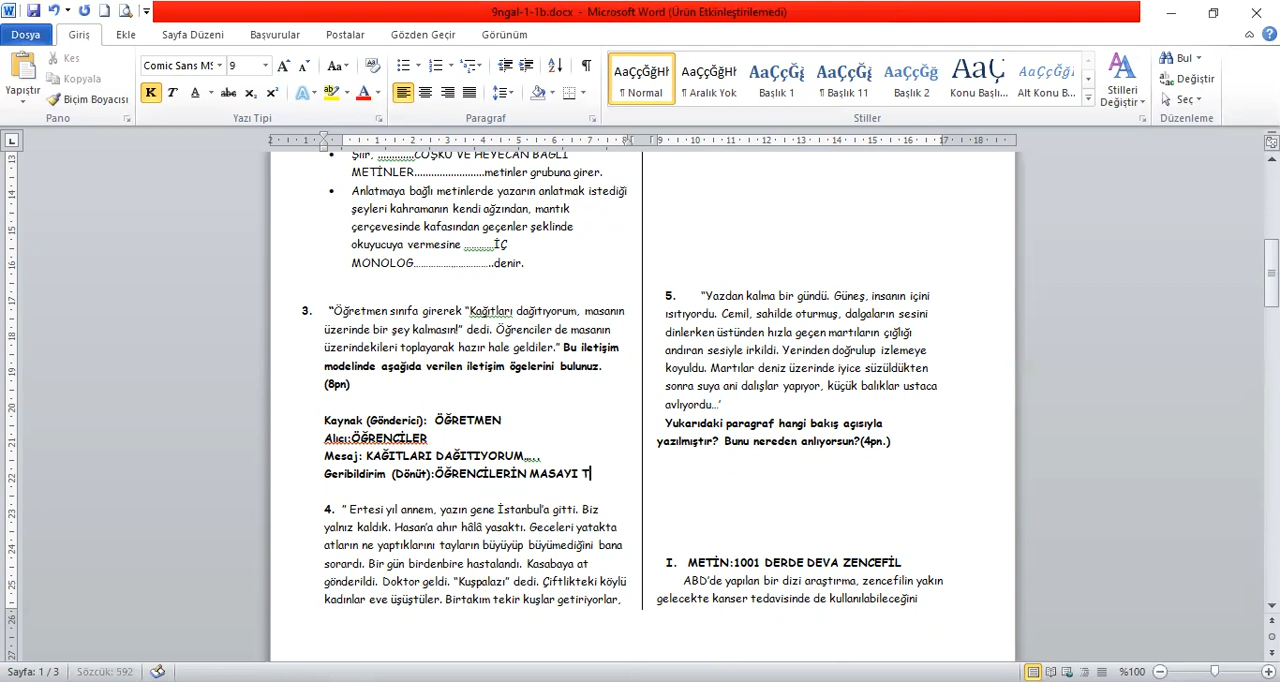 9ngal-1-1b.docx - Microsoft Word (Ürün Etkinleştirilemedi)
Dosya Giriş Ekle Sayfa Düzeni Başvurular Postalar Gözden Geçir Görünüm
Yapıştır
Kes
Kopyala
Biçim Boyacısı
Pano
Comic Sans MS 9
K T A abc x₂ x²
Yazı Tipi
Paragraf
AaÇçĞğHł AaÇçĞğHł AaÇçĞğ AaÇçĞğ AaÇçĞğ AaÇç AaÇçĞğI
¶ Normal ¶ Aralık Yok Başlık 1 ¶ Başlık 11 Başlık 2 Konu Başlı... Alt Konu B...
Stilleri
Değiştir
Stiller
Bul
Değiştir
Seç
Düzenleme
Şiir, ............COŞKU VE HEYECAN BAĞLI
METİNLER.......................metinler grubuna girer.
• Anlatmaya bağlı metinlerde yazarın anlatmak istediği
şeyleri kahramanın kendi ağzından, mantık
çerçevesinde kafasından geçenler şeklinde
okuyucuya vermesine ..........İÇ
MONOLOG...........................denir.
3. "Öğretmen sınıfa girerek "Kağıtları dağıtıyorum, masanın
üzerinde bir şey kalmasın!" dedi. Öğrenciler de masanın
üzerindekileri toplayarak hazır hale geldiler." Bu iletişim
modelinde aşağıda verilen iletişim ögelerini bulunuz.
(8pn)
Kaynak (Gönderici): ÖĞRETMEN
Alıcı:ÖĞRENCİLER
Mesaj: KAĞITLARI DAĞITIYORUM.....
Geribildirim (Dönüt):ÖĞRENCİLERİN MASAYI T
4. " Ertesi yıl annem, yazın gene İstanbul'a gitti. Biz
yalnız kaldık. Hasan'a ahır hâlâ yasaktı. Geceleri yatakta
atların ne yaptıklarını tayların büyüyüp büyümediğini bana
sorardı. Bir gün birdenbire hastalandı. Kasabaya at
gönderildi. Doktor geldi. "Kuşpalazı" dedi. Çiftlikteki köylü
kadınlar eve üşüştüler. Birtakım tekir kuşlar getiriyorlar,
5. "Yazdan kalma bir gündü. Güneş, insanın içini
ısıtıyordu. Cemil, sahilde oturmuş, dalgaların sesini
dinlerken üstünden hızla geçen martıların çığlığı
andıran sesiyle irkildi. Yerinden doğrulup izlemeye
koyuldu. Martılar deniz üzerinde iyice süzüldükten
sonra suya ani dalışlar yapıyor, küçük balıklar ustaca
avlıyordu...'
Yukarıdaki paragraf hangi bakış açısıyla
yazılmıştır? Bunu nereden anlıyorsun?(4pn.)
I. METİN:1001 DERDE DEVA ZENCEFİL
ABD'de yapılan bir dizi araştırma, zencefilin yakın
gelecekte kanser tedavisinde de kullanılabileceğini
Sayfa: 1 / 3 Sözcük: 592 %100